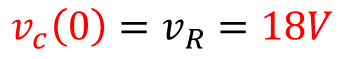 v_c(0) = v_R = 18V